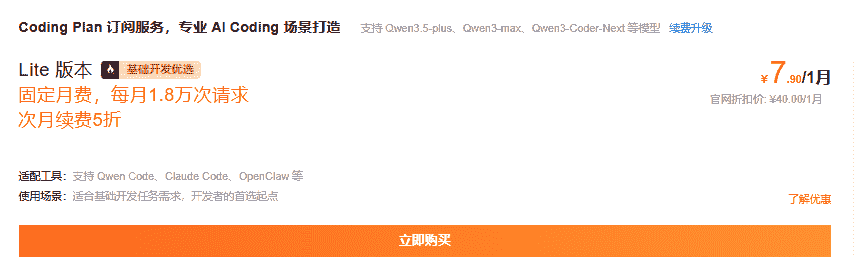 Coding Plan 订阅服务，专业 AI Coding 场景打造 支持 Qwen3.5-plus、Qwen3-max、Qwen3-Coder-Next 等模型 续费升级
Lite 版本 基础开发优选
¥7.90/1月
固定月费，每月1.8万次请求
官网折扣价: ¥40.00/1月
次月续费5折
适配工具：支持 Qwen Code、Claude Code、OpenClaw 等
使用场景：适合基础开发任务需求，开发者的首选起点
了解优惠
立即购买